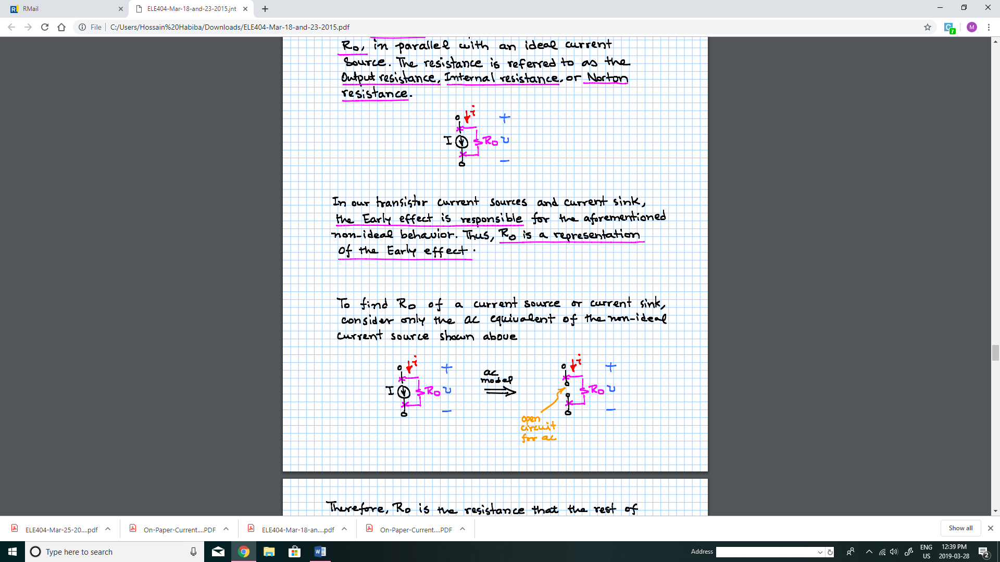 RMail
ELE404-Mar-18-and-23-2015.jnt
File
C:/Users/Hossain%20Habiba/Downloads/ELE404-Mar-18-and-23-2015.pdf
7
M
Ro, in parallel with an ideal current
source. The resistance is referred to as the
Output resistance, Internal resistance, or Norton
resistance.
i
+
I
Ro
v
-
In our transistor current sources and current sink,
the Early effect is responsible for the aforementioned
non-ideal behavior. Thus, Ro is a representation
of the Early effect.
To find Ro of a current source or current sink,
consider only the ac equivalent of the non-ideal
current source shown above
i
+
I
Ro
v
-
ac
model
i
+
Ro
v
-
open
circuit
for ac
Therefore, Ro is the resistance that the rest of
ELE404-Mar-25-20....pdf
On-Paper-Current....PDF
ELE404-Mar-18-an....pdf
On-Paper-Current....PDF
Show all
Type here to search
Address
ENG
US
12:39 PM
2019-03-28
2